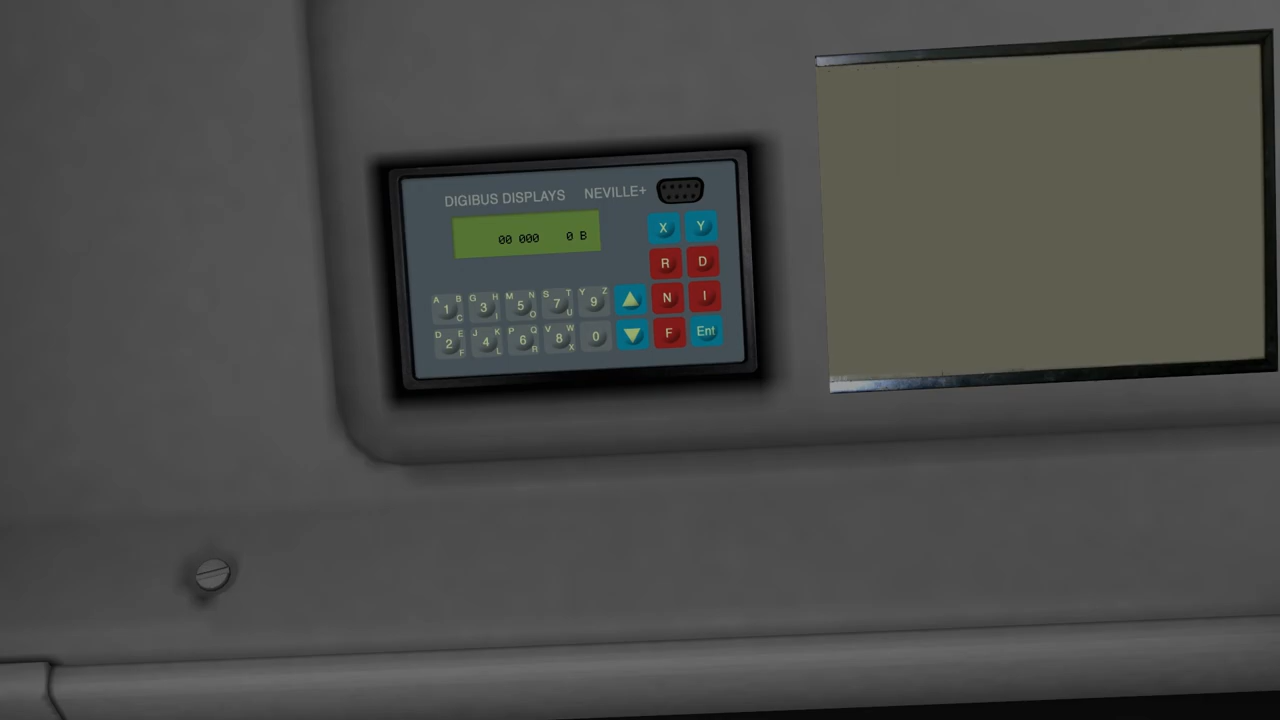 DIGIBUS DISPLAYS NEVILLE+
00 000 0 B
X Y
R D
A 1 B C G 3 H I M 5 N O S 7 T U Y 9 Z N I
D 2 E F J 4 K L P 6 Q R V 8 W X 0 F Ent